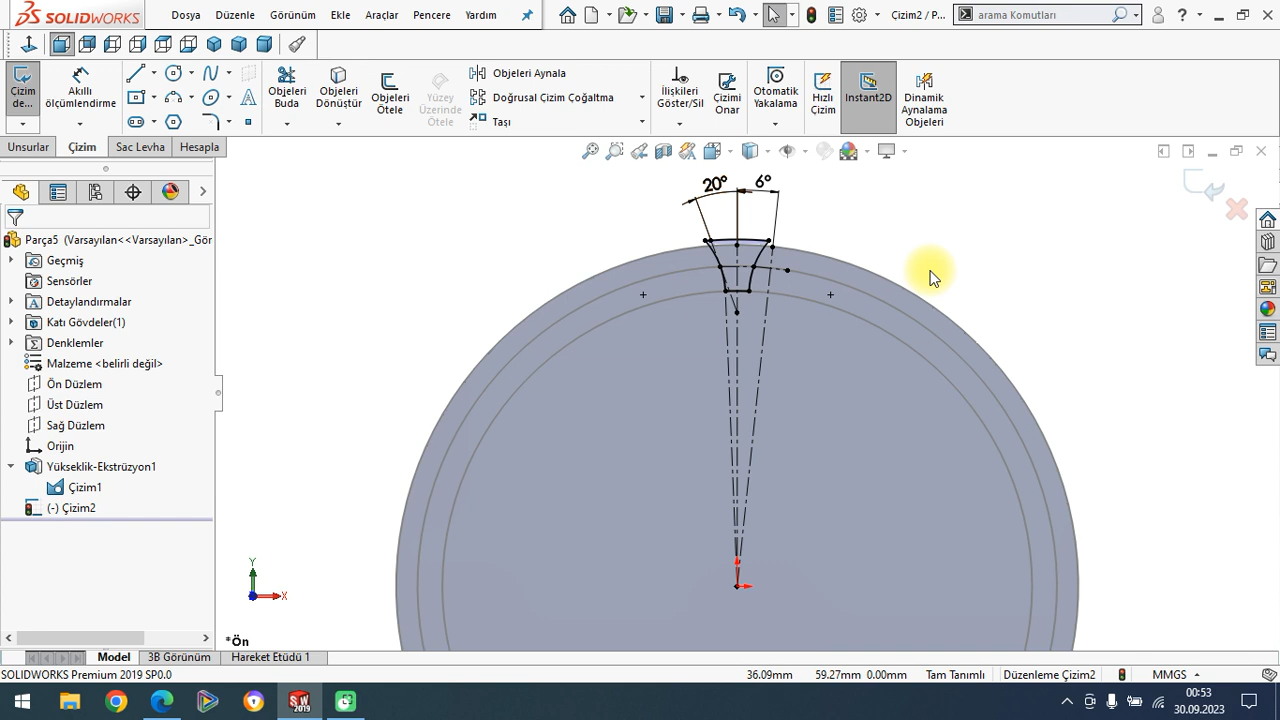 SOLIDWORKS
Dosya
Düzenle
Görünüm
Ekle
Araçlar
Pencere
Yardım
Çizim2 / P...
arama Komutları
Çizim de...
Akıllı ölçümlendirme
Objeleri Buda
Objeleri Dönüştür
Objeleri Ötele
Yüzey Üzerinde Ötele
Objeleri Aynala
Doğrusal Çizim Çoğaltma
Taşı
İlişkileri Göster/Sil
Çizimi Onar
Otomatik Yakalama
Hızlı Çizim
Instant2D
Dinamik Aynalama Objeleri
Unsurlar
Çizim
Sac Levha
Hesapla
20°
6°
Parça5 (Varsayılan<<Varsayılan>_Gör
Geçmiş
Sensörler
Detaylandırmalar
Katı Gövdeler(1)
Denklemler
Malzeme <belirli değil>
Ön Düzlem
Üst Düzlem
Sağ Düzlem
Orijin
Yükseklik-Ekstrüzyon1
Çizim1
(-) Çizim2
Y
X
*Ön
Model
3B Görünüm
Hareket Etüdü 1
SOLIDWORKS Premium 2019 SP0.0
36.09mm
59.27mm 0.00mm
Tam Tanımlı
Düzenleme Çizim2
MMGS
SW
2019
00:53
30.09.2023